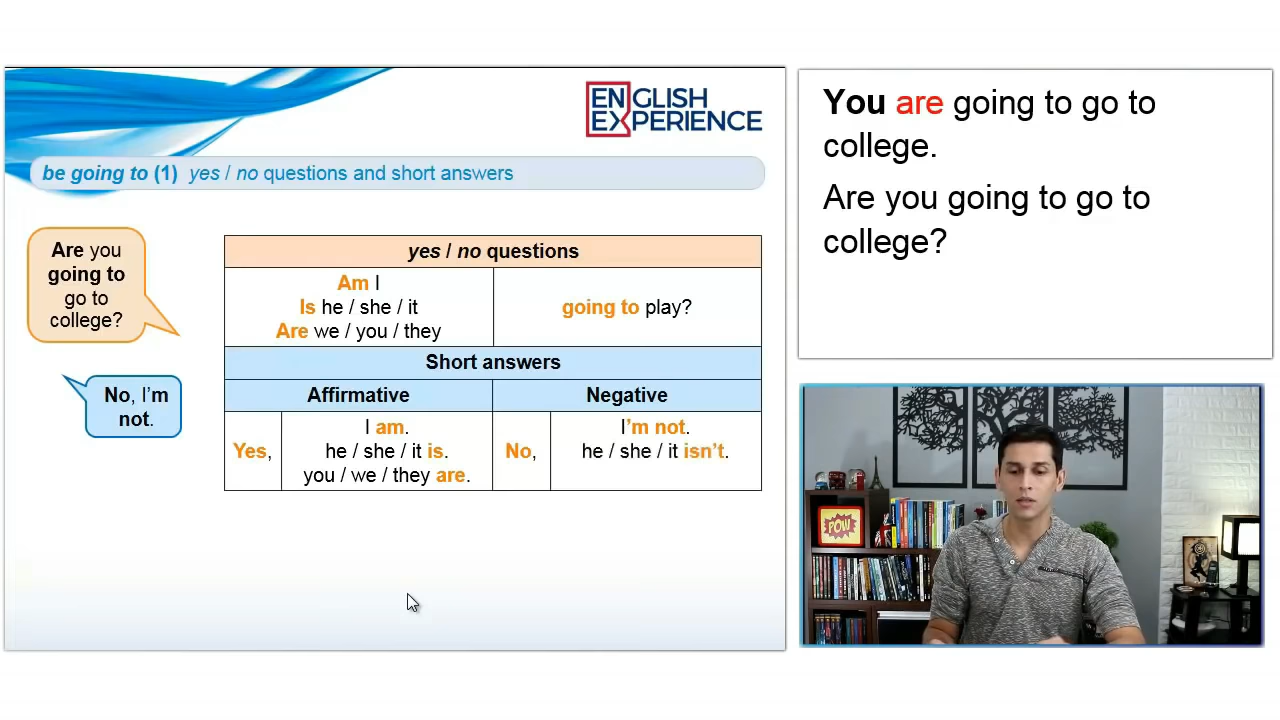 ENGLISH
EXPERIENCE
be going to (1) yes / no questions and short answers
Are you
going to
go to
college?
No, I'm
not.
yes / no questions
Am I
Is he / she / it
Are we / you / they
going to play?
Short answers
Affirmative
Negative
Yes,
I am.
he / she / it is.
you / we / they are.
No,
I'm not.
he / she / it isn't.
You are going to go to
college.
Are you going to go to
college?
POW